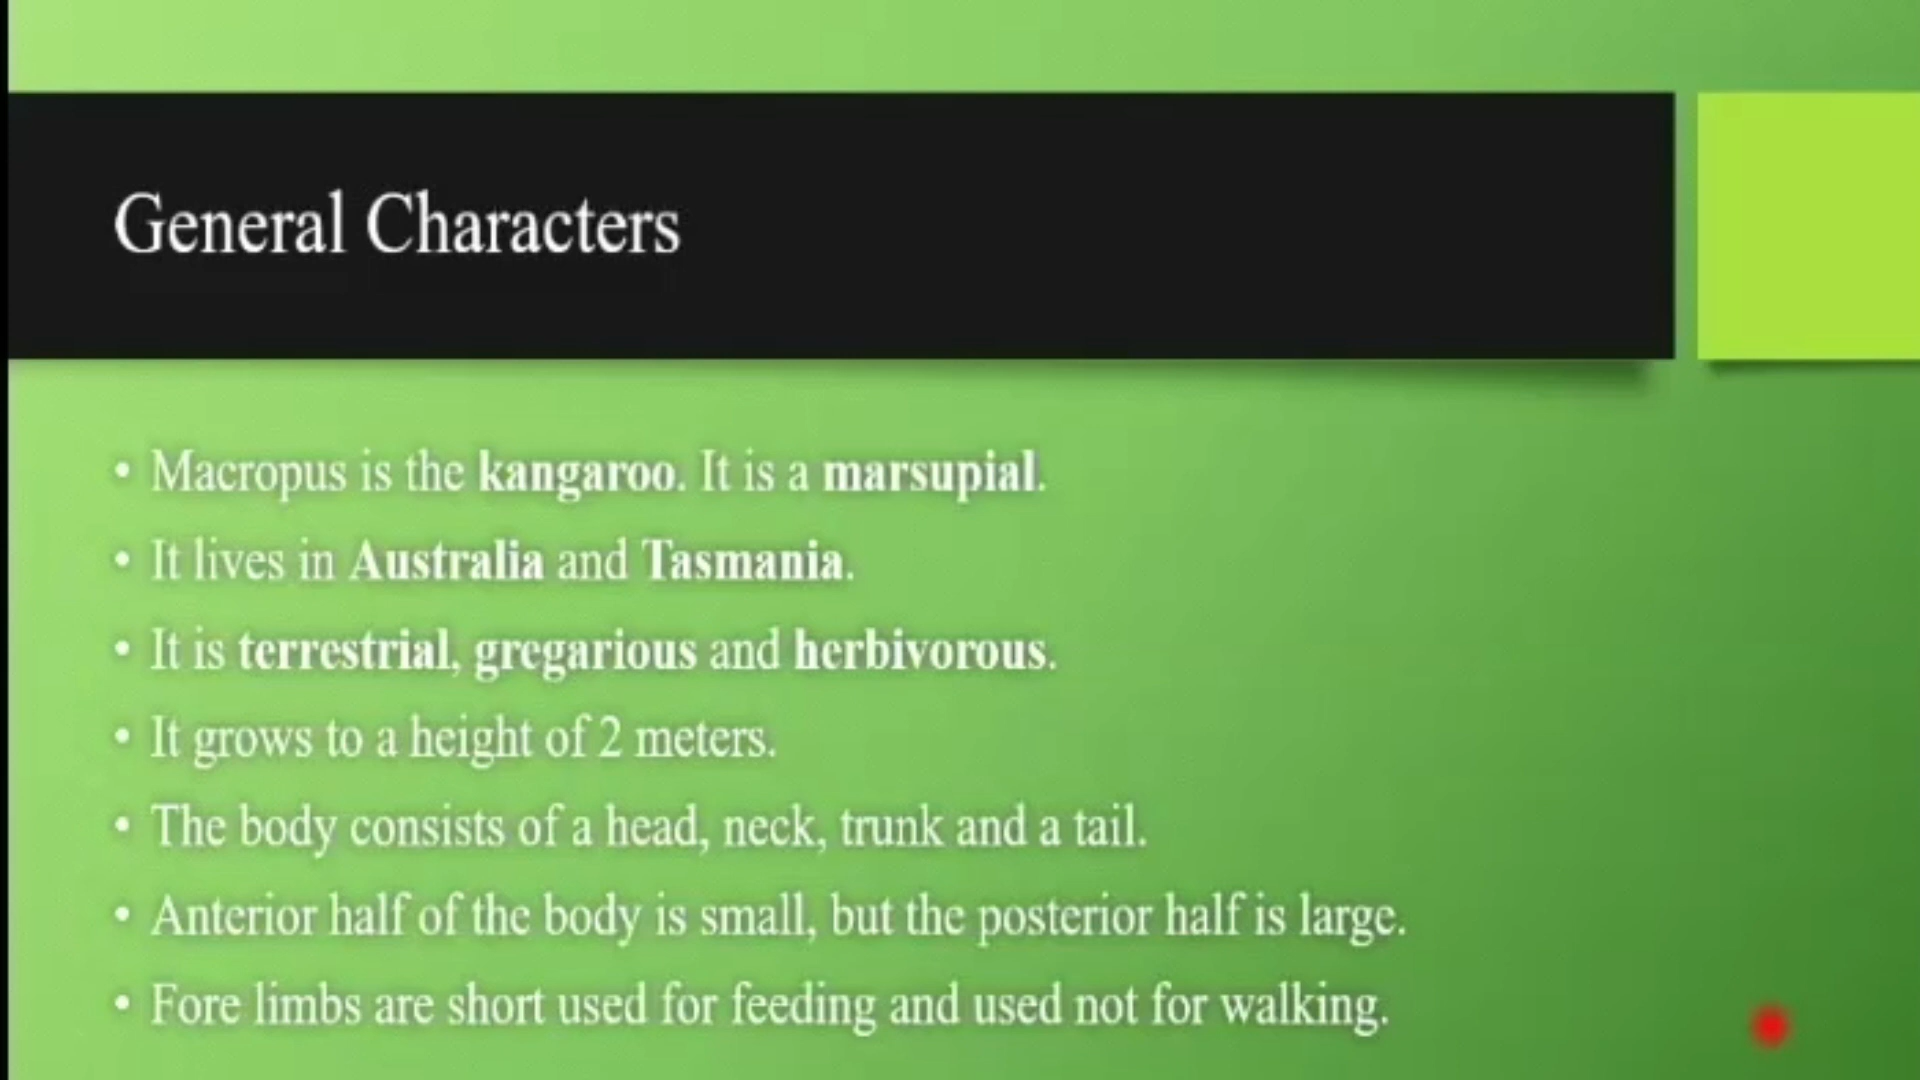 General Characters
• Macropus is the kangaroo. It is a marsupial.
• It lives in Australia and Tasmania.
• It is terrestrial, gregarious and herbivorous.
• It grows to a height of 2 meters.
• The body consists of a head, neck, trunk and a tail.
• Anterior half of the body is small, but the posterior half is large.
• Fore limbs are short used for feeding and used not for walking.